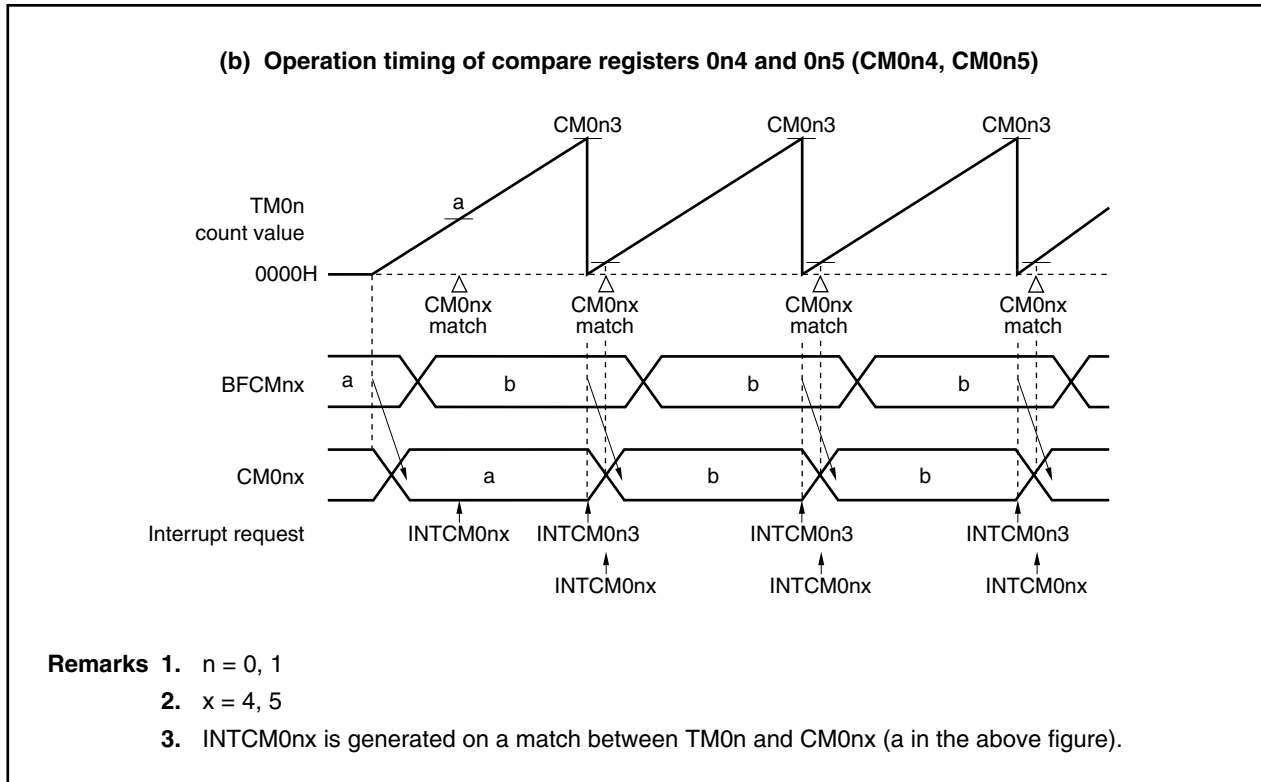 (b) Operation timing of compare registers 0n4 and 0n5 (CM0n4, CM0n5)
CM0n3 CM0n3 CM0n3
TM0n
count value
a
0000H
CM0nx
match
CM0nx
match
CM0nx
match
CM0nx
match
BFCMnx a b b b
CM0nx a b b
Interrupt request INTCM0nx INTCM0n3 INTCM0n3 INTCM0n3
INTCM0nx INTCM0nx INTCM0nx
Remarks 1. n = 0, 1
2. x = 4, 5
3. INTCM0nx is generated on a match between TM0n and CM0nx (a in the above figure).